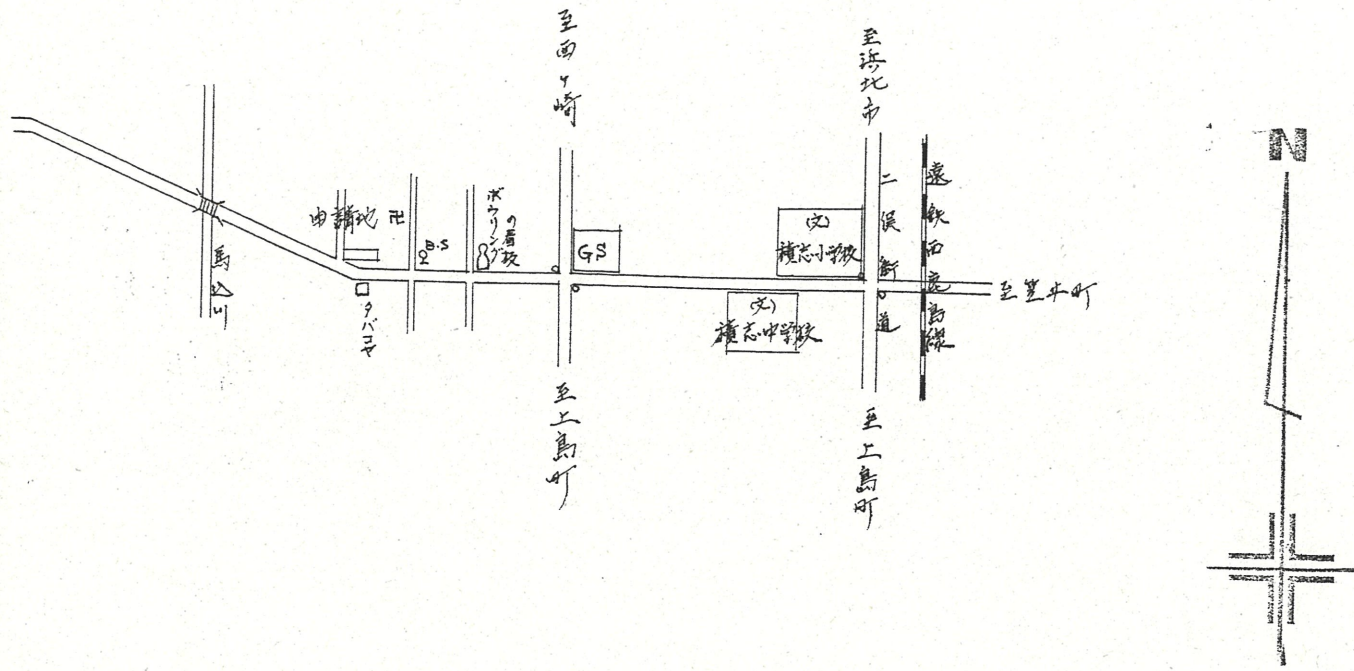 至西ヶ崎
至浜北市
N
二俣街道
遠鉄西鹿島線
ボウリング
の看板
申請地
卍
B.S
GS
(文)
積志小学校
馬込川
タバコヤ
(文)
積志中学校
至笠井町
至上島町
至上島町